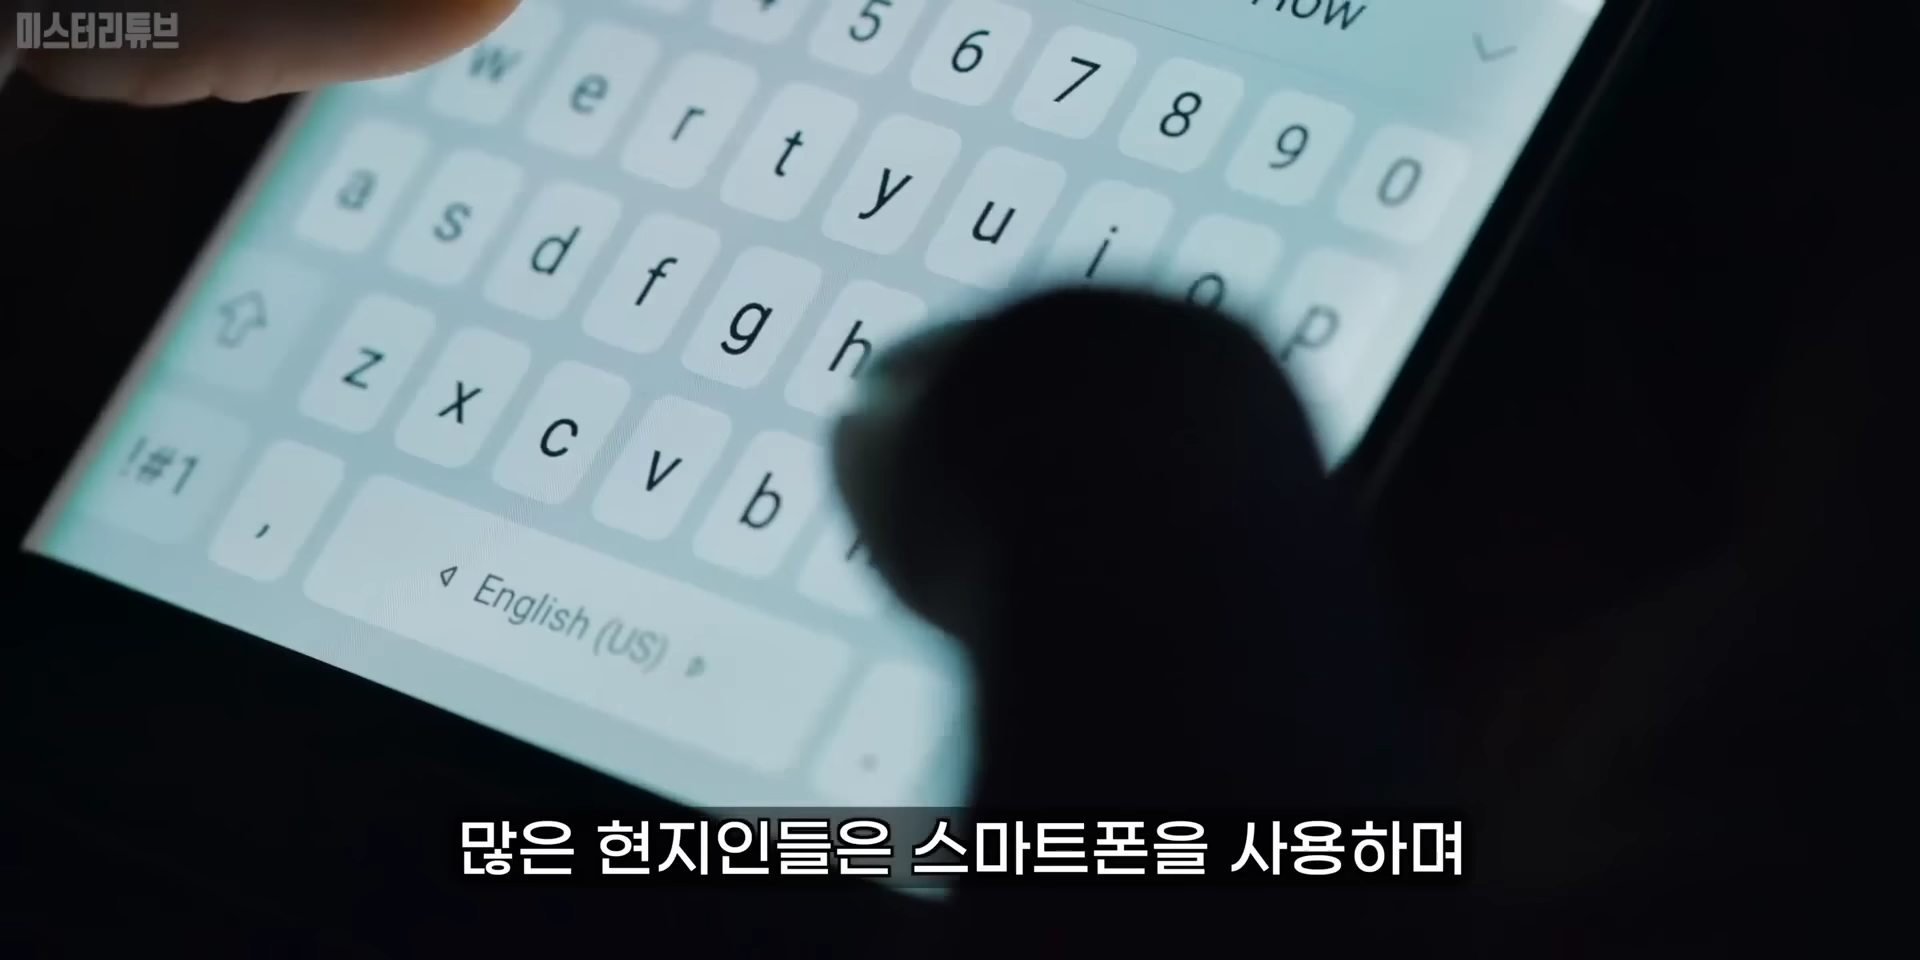 미스터리튜브
5 6 7 8 9 0
w e r t y u i o p
a s d f g h
z x c v b
!#1 , English (US) .
많은 현지인들은 스마트폰을 사용하며